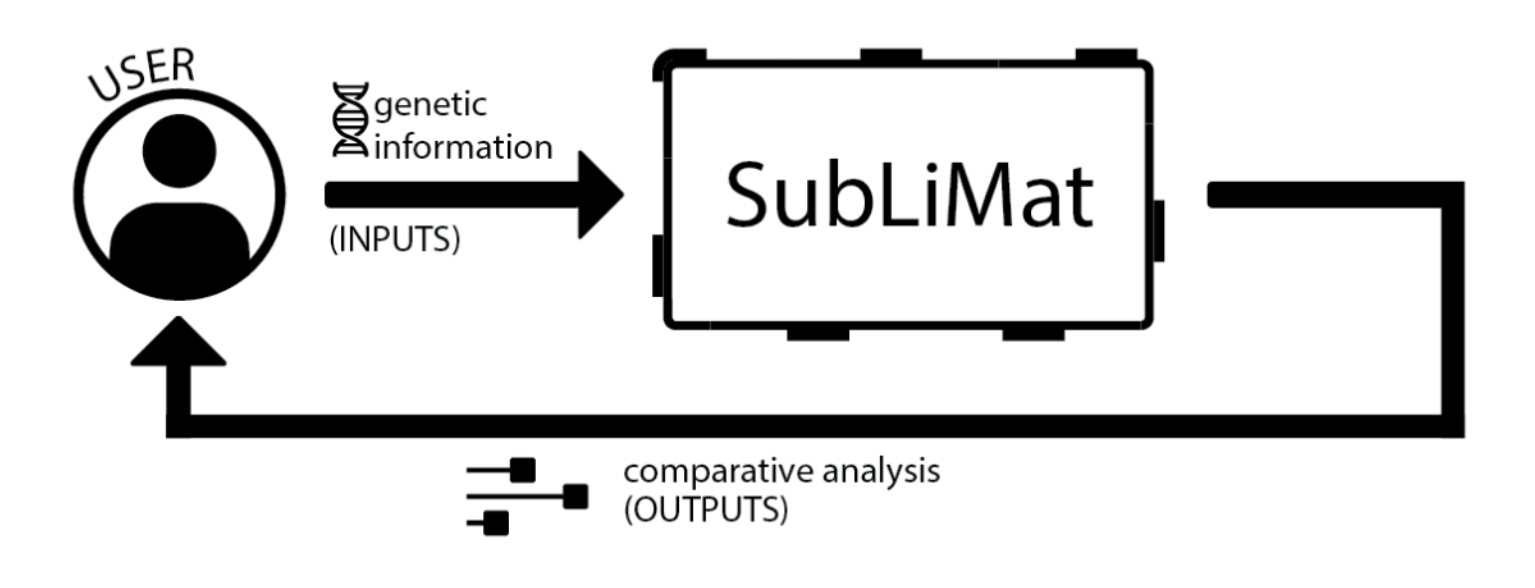 USER
genetic
information
(INPUTS)
SubLiMat
comparative analysis
(OUTPUTS)